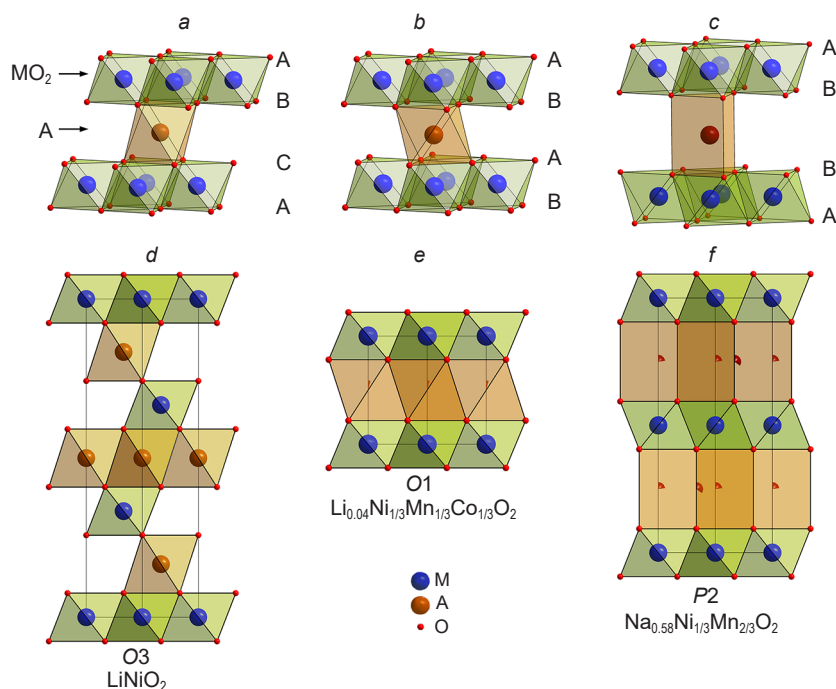 a b c
MO₂ A A A
B B B
A
C A B
A B A
d e f
O1
Li₀.₀₄Ni₁/₃Mn₁/₃Co₁/₃O₂
M
A
O
P2
Na₀.₅₈Ni₁/₃Mn₂/₃O₂
O3
LiNiO₂